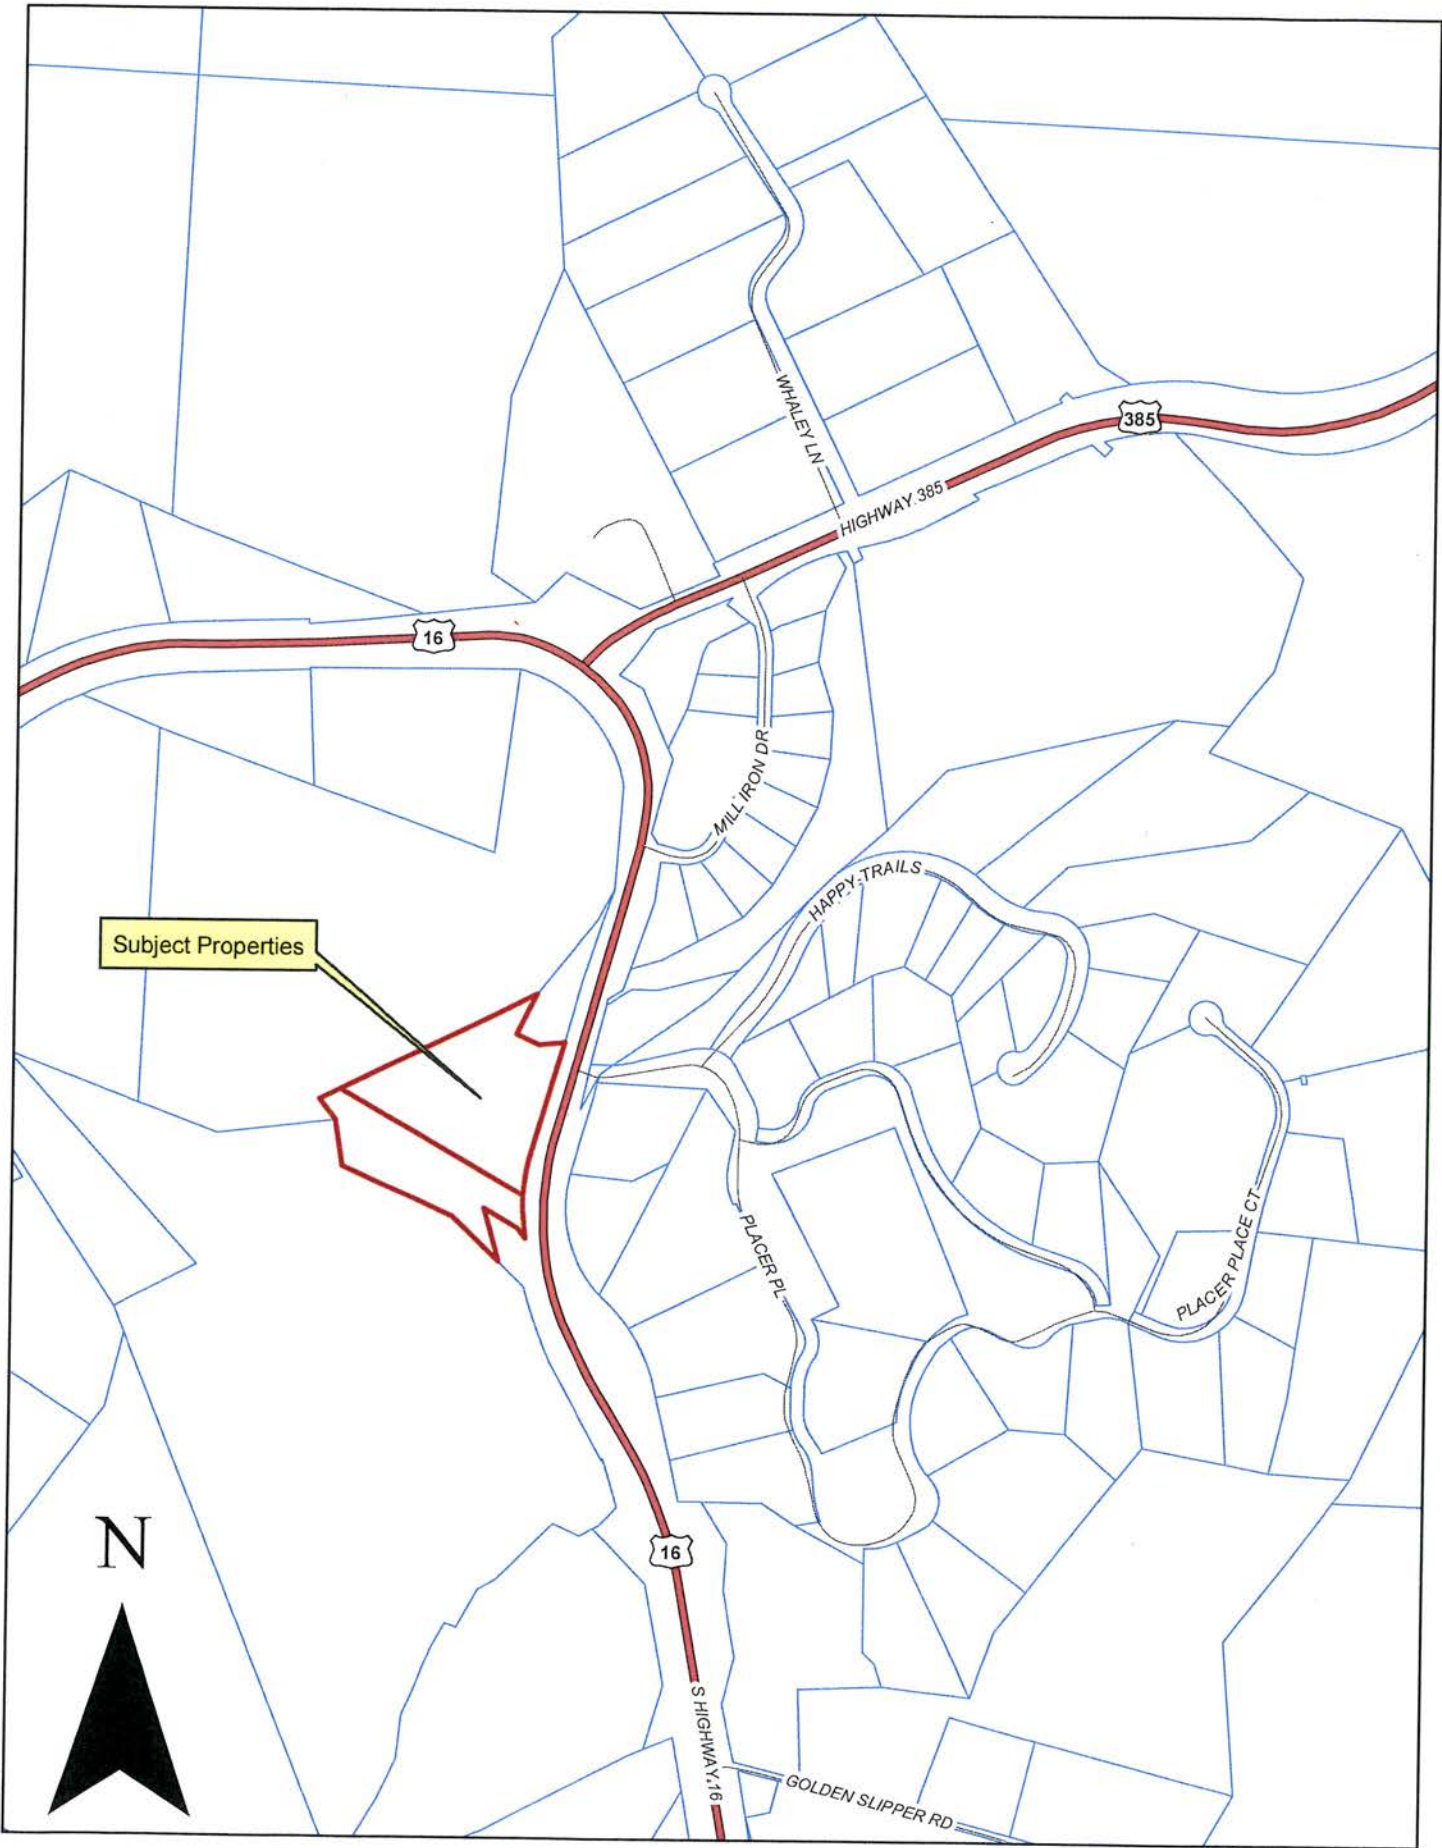 WHALEY LN
385
HIGHWAY 385
16
MILL IRON DR
HAPPY TRAILS
Subject Properties
PLACER PL
PLACER PLACE CT
N
16
S HIGHWAY 16
GOLDEN SLIPPER RD